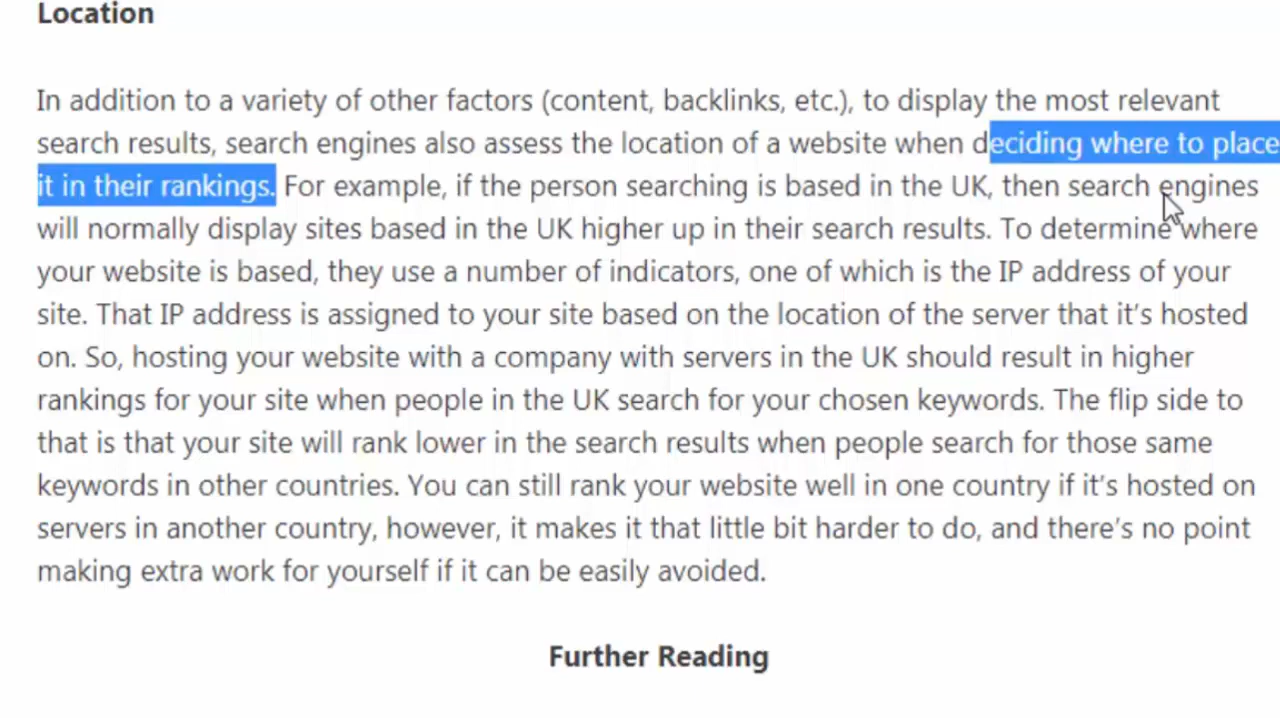 Location
In addition to a variety of other factors (content, backlinks, etc.), to display the most relevant
search results, search engines also assess the location of a website when deciding where to place
it in their rankings. For example, if the person searching is based in the UK, then search engines
will normally display sites based in the UK higher up in their search results. To determine where
your website is based, they use a number of indicators, one of which is the IP address of your
site. That IP address is assigned to your site based on the location of the server that it’s hosted
on. So, hosting your website with a company with servers in the UK should result in higher
rankings for your site when people in the UK search for your chosen keywords. The flip side to
that is that your site will rank lower in the search results when people search for those same
keywords in other countries. You can still rank your website well in one country if it’s hosted on
servers in another country, however, it makes it that little bit harder to do, and there’s no point
making extra work for yourself if it can be easily avoided.
Further Reading